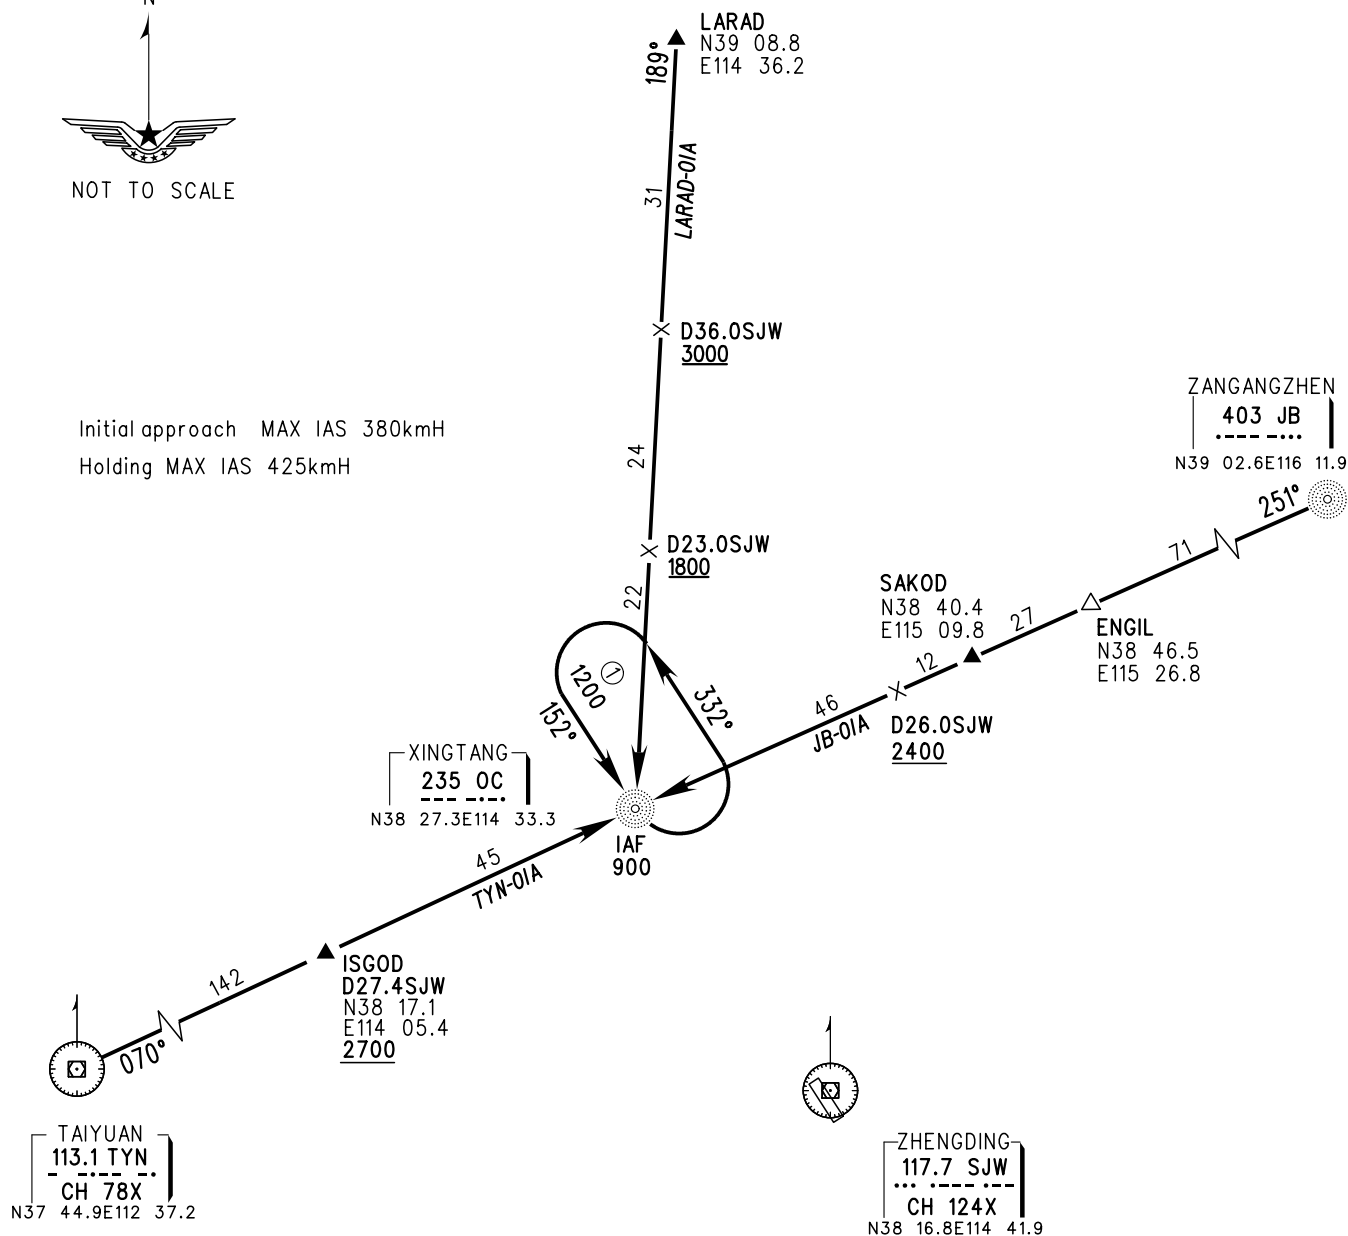 N
NOT TO SCALE
LARAD
N39 08.8
E114 36.2
189°
31
LARAD-01A
D36.0SJW
3000
Initial approach MAX IAS 380kmH
Holding MAX IAS 425kmH
24
D23.0SJW
1800
22
ZANGANGZHEN
403 JB
N39 02.6E116 11.9
251°
71
ENGIL
N38 46.5
E115 26.8
27
SAKOD
N38 40.4
E115 09.8
12
D26.0SJW
2400
46
JB-01A
1
1200
152°
332°
XINGTANG
235 OC
N38 27.3E114 33.3
IAF
900
45
TYN-01A
ISGOD
D27.4SJW
N38 17.1
E114 05.4
2700
142
070°
TAIYUAN
113.1 TYN
CH 78X
N37 44.9E112 37.2
ZHENGDING
117.7 SJW
CH 124X
N38 16.8E114 41.9